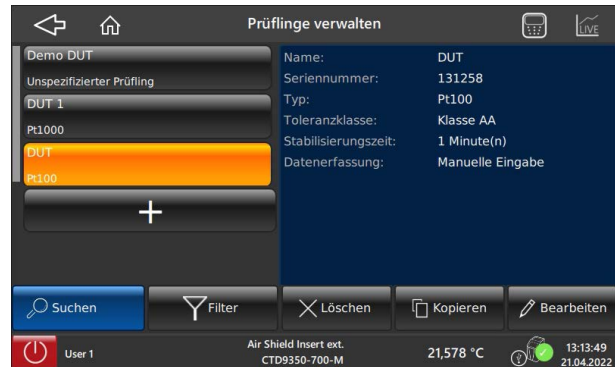 Prüflinge verwalten
LIVE
Demo DUT
Unspezifizierter Prüfling
DUT 1
Pt1000
DUT
Pt100
+
Name: DUT
Seriennummer: 131258
Typ: Pt100
Toleranzklasse: Klasse AA
Stabilisierungszeit: 1 Minute(n)
Datenerfassung: Manuelle Eingabe
Suchen
Filter
Löschen
Kopieren
Bearbeiten
User 1
Air Shield Insert ext.
CTD9350-700-M
21,578 °C
13:13:49
21.04.2022